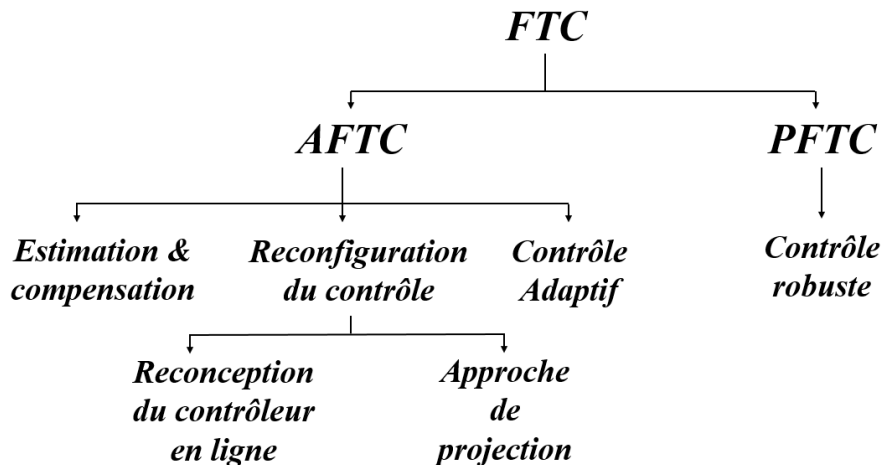 FTC
AFTC
PFTC
Estimation &
compensation
Reconfiguration
du contrôle
Contrôle
Adaptif
Contrôle
robuste
Reconception
du contrôleur
en ligne
Approche
de
projection